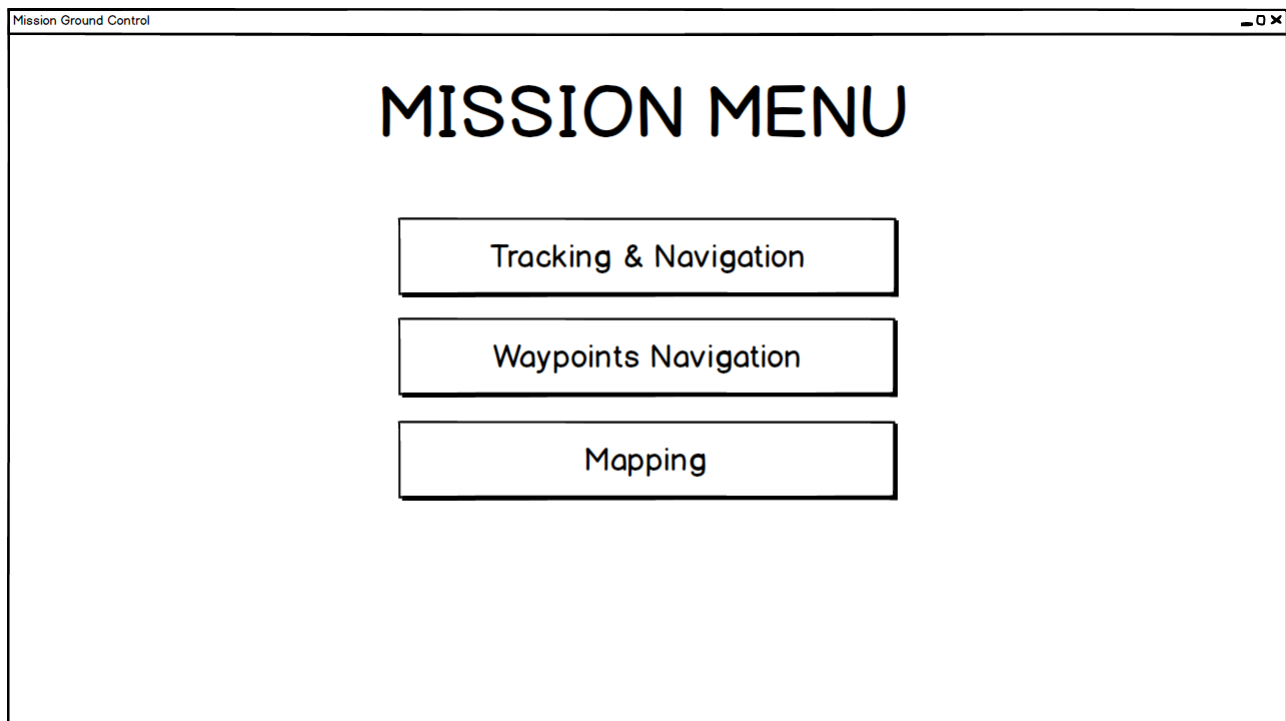 Mission Ground Control
MISSION MENU
Tracking & Navigation
Waypoints Navigation
Mapping